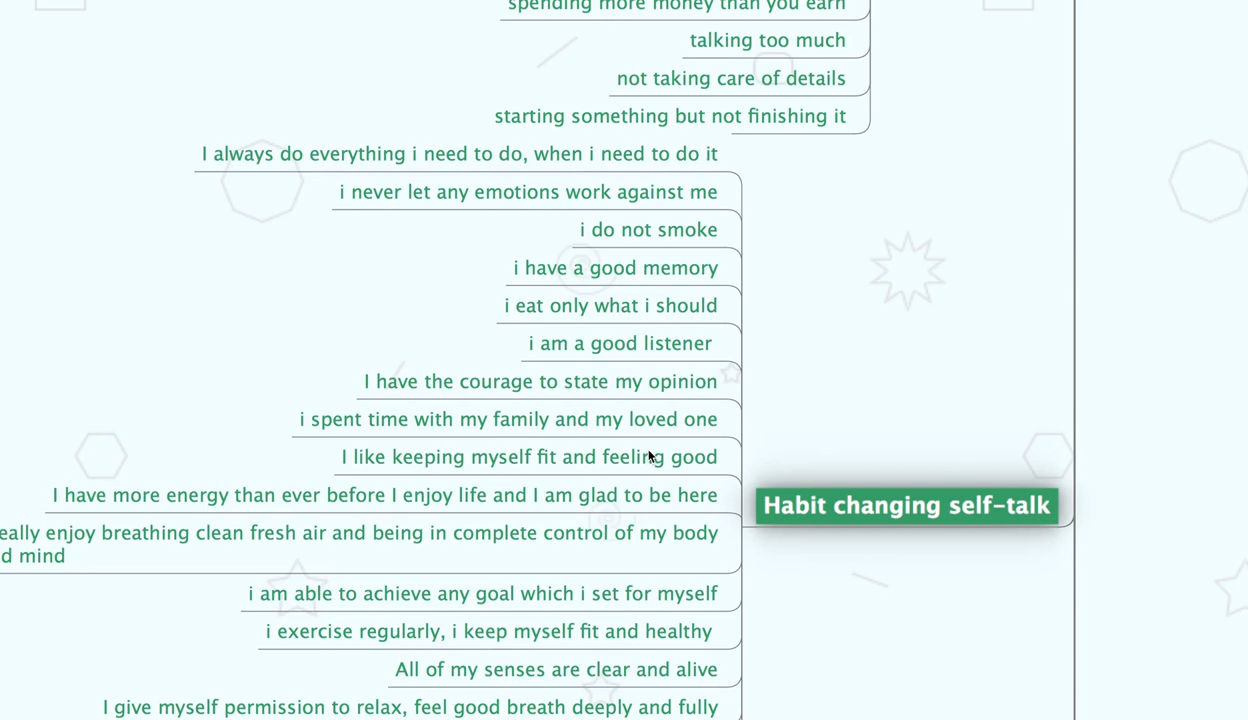 spending more money than you earn
talking too much
not taking care of details
starting something but not finishing it
I always do everything i need to do, when i need to do it
i never let any emotions work against me
i do not smoke
i have a good memory
i eat only what i should
i am a good listener
I have the courage to state my opinion
i spent time with my family and my loved one
I like keeping myself fit and feeling good
I have more energy than ever before I enjoy life and I am glad to be here
Habit changing self-talk
enjoy breathing clean fresh air and being in complete control of my body
mind
i am able to achieve any goal which i set for myself
i exercise regularly, i keep myself fit and healthy
All of my senses are clear and alive
I give myself permission to relax, feel good breath deeply and fully